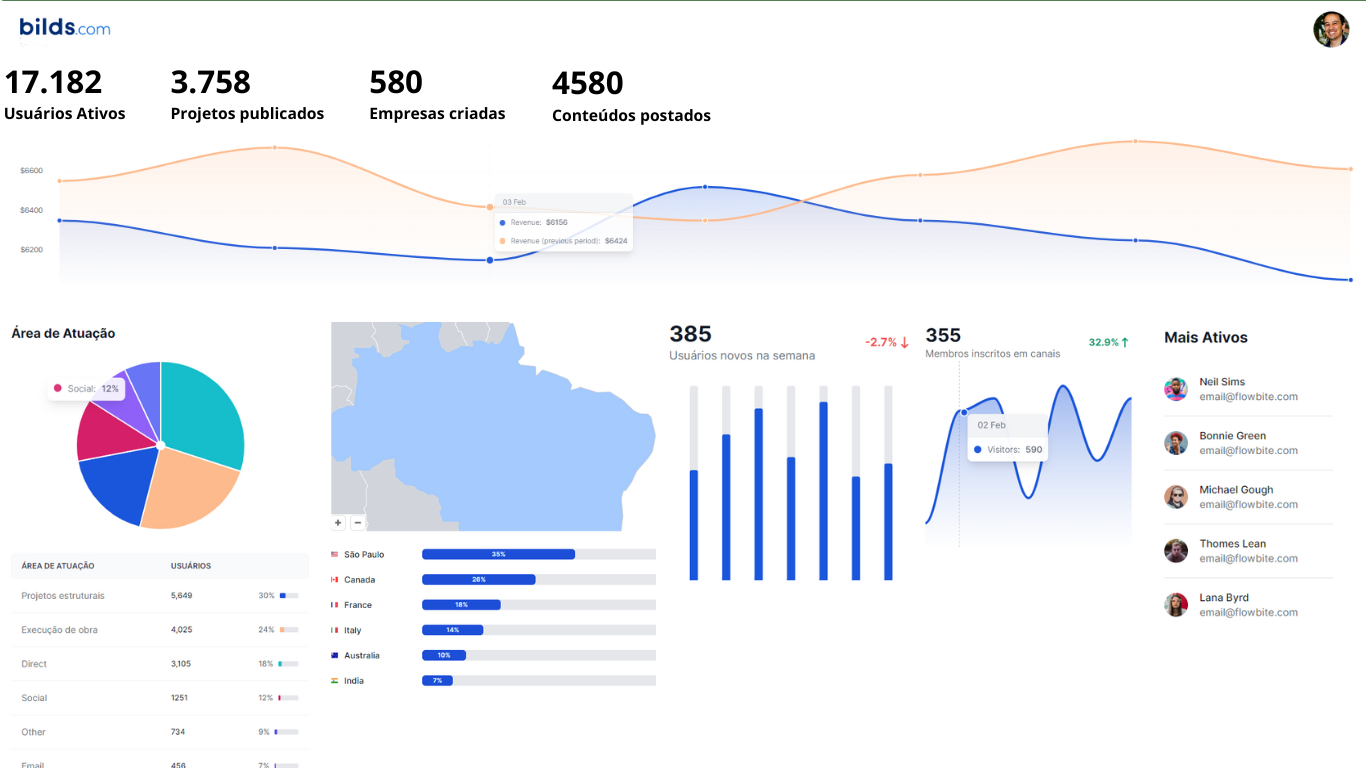 bilds.com
17.182
Usuários Ativos
3.758
Projetos publicados
580
Empresas criadas
4580
Conteúdos postados
$6600
$6400
$6200
03 Feb
Revenue: $6156
Revenue (previous period): $6424
Área de Atuação
Social: 12%
ÁREA DE ATUAÇÃO USUÁRIOS
Projetos estruturais 5,649 30%
Execução de obra 4,025 24%
Direct 3,105 18%
Social 1251 12%
Other 734 9%
Email 456 7%
+ −
São Paulo 35%
Canada 26%
France 18%
Italy 14%
Australia 10%
India 7%
385
Usuários novos na semana
-2.7% ↓
355
Membros inscritos em canais
32.9% ↑
02 Feb
Visitors: 590
Mais Ativos
Neil Sims
email@flowbite.com
Bonnie Green
email@flowbite.com
Michael Gough
email@flowbite.com
Thomes Lean
email@flowbite.com
Lana Byrd
email@flowbite.com